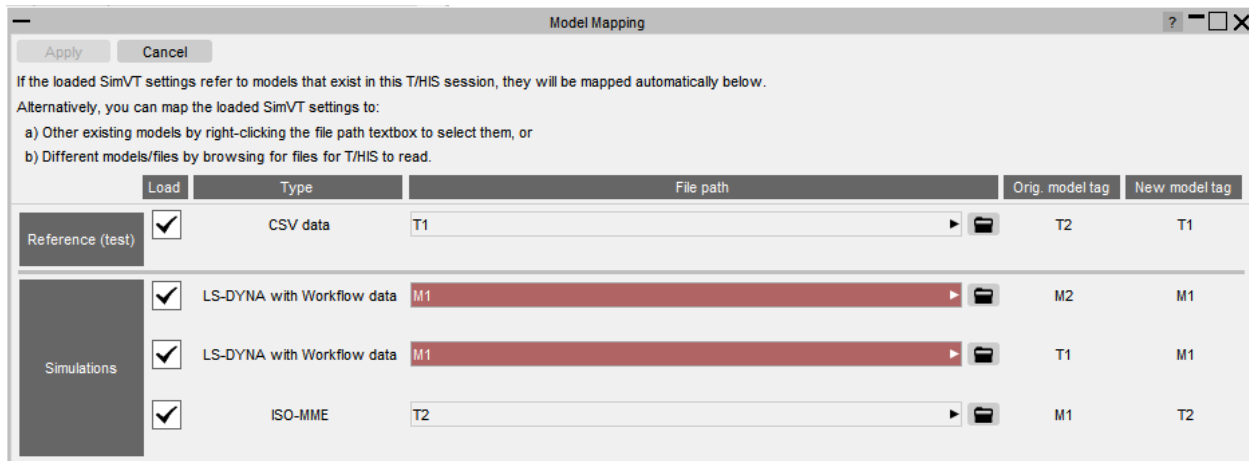 Model Mapping ?
Apply Cancel
If the loaded SimVT settings refer to models that exist in this T/HIS session, they will be mapped automatically below.
Alternatively, you can map the loaded SimVT settings to:
a) Other existing models by right-clicking the file path textbox to select them, or
b) Different models/files by browsing for files for T/HIS to read.
Load Type File path Orig. model tag New model tag
Reference (test) CSV data T1 T2 T1
LS-DYNA with Workflow data M1 M2 M1
Simulations LS-DYNA with Workflow data M1 T1 M1
ISO-MME T2 M1 T2